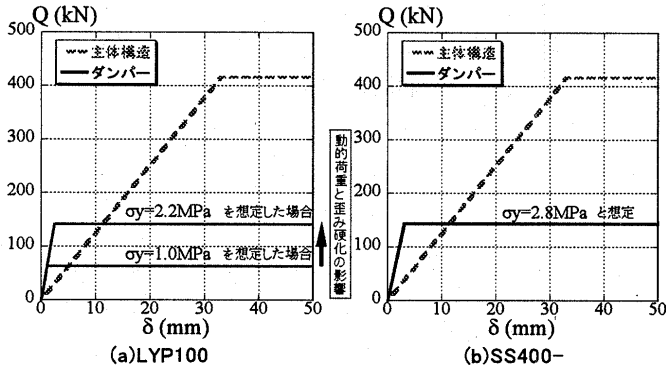 Q (kN)
500
400
300
200
100
0
主体構造
ダンパー
σy=2.2MPa を想定した場合
σy=1.0MPa を想定した場合
0 10 20 30 40 50
δ (mm)
(a)LYP100
動的荷重と歪み硬化の影響
Q (kN)
500
400
300
200
100
0
主体構造
ダンパー
σy=2.8MPa と想定
0 10 20 30 40 50
δ (mm)
(b)SS400-